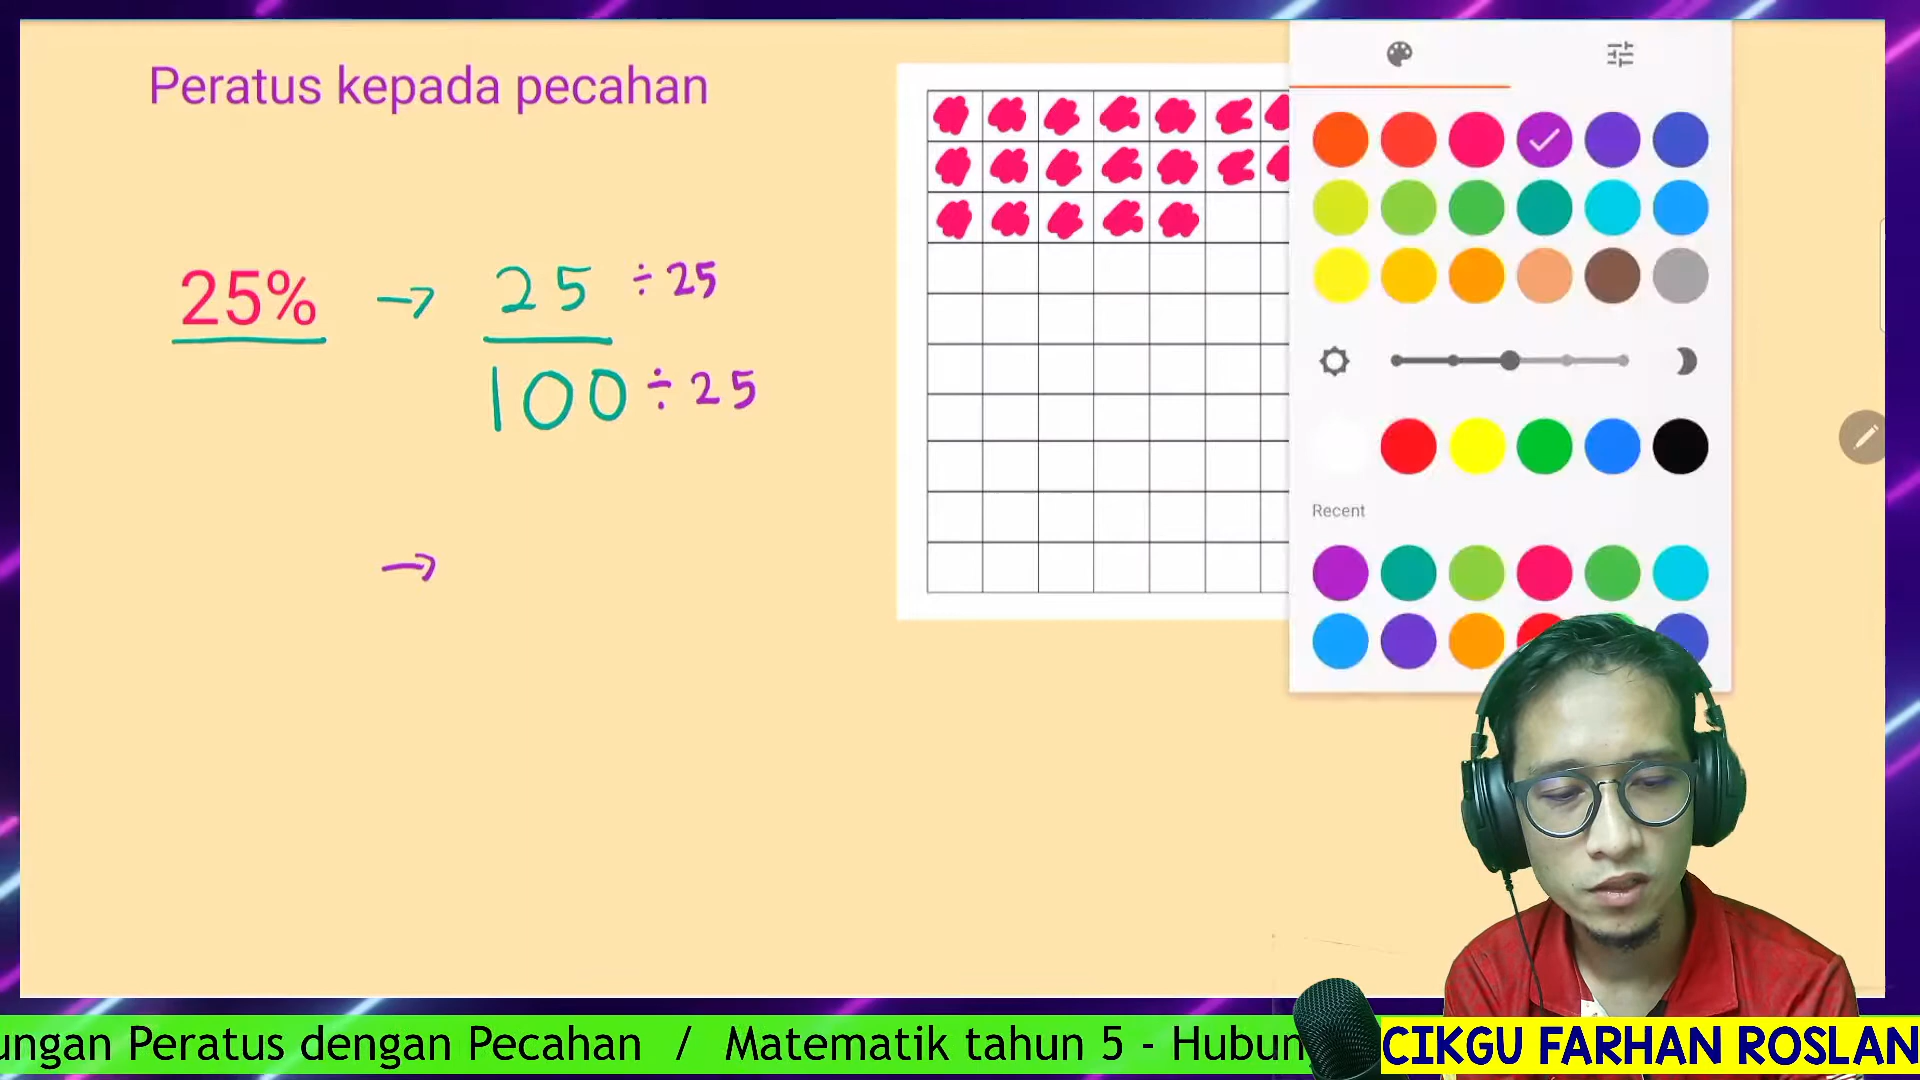 Peratus kepada pecahan
25% → 25 ÷ 25
100 ÷ 25
→
Recent
ungan Peratus dengan Pecahan / Matematik tahun 5 - Hubun
CIKGU FARHAN ROSLAN